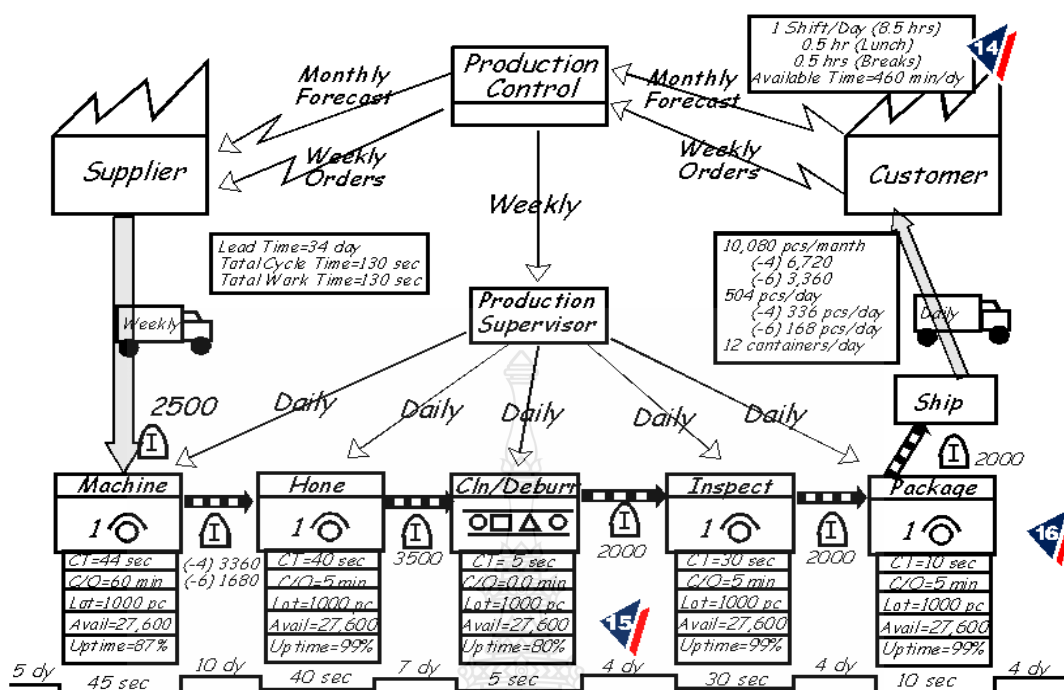 1 Shift/Day (8.5 hrs)
0.5 hr (Lunch)
0.5 hrs (Breaks)
Available Time=460 min/dy
14
Production
Control
Monthly
Forecast
Monthly
Forecast
Supplier
Weekly
Orders
Weekly
Orders
Customer
Weekly
Lead Time=34 day
Total Cycle Time=130 sec
Total Work Time=130 sec
10,080 pcs/month
(-4) 6,720
(-6) 3,360
504 pcs/day
(-4) 336 pcs/day
(-6) 168 pcs/day
12 containers/day
Weekly
Production
Supervisor
Daily
Daily
Daily
Daily
Daily
Daily
Ship
2500
I
I
2000
Machine
Hone
Cln/Deburr
Inspect
Package
1
I
1
I
I
1
I
1
16
(-4) 3360
(-6) 1680
3500
2000
2000
CT=44 sec
C/O=60 min
Lot=1000 pc
Avail=27,600
Uptime=87%
CT=40 sec
C/O=5 min
Lot=1000 pc
Avail=27,600
Uptime=99%
CT= 5 sec
C/O=0.0 min
Lot=1000 pc
Avail=27,600
Uptime=80%
15
CT=30 sec
C/O=5 min
Lot=1000 pc
Avail=27,600
Uptime=99%
CT=10 sec
C/O=5 min
Lot=1000 pc
Avail=27,600
Uptime=99%
5 dy
45 sec
10 dy
40 sec
7 dy
5 sec
4 dy
30 sec
4 dy
10 sec
4 dy